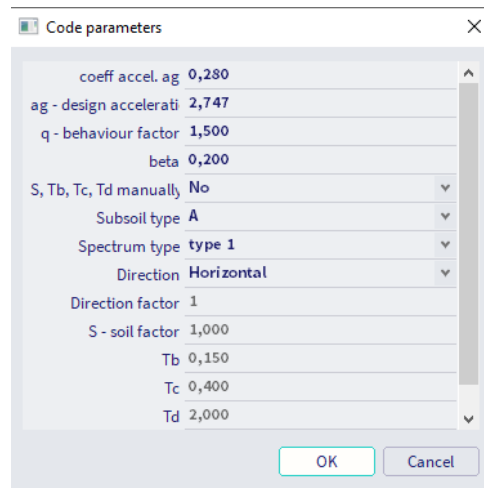 Code parameters
coeff accel. ag 0,280
ag - design accelerati 2,747
q - behaviour factor 1,500
beta 0,200
S, Tb, Tc, Td manually No
Subsoil type A
Spectrum type type 1
Direction Horizontal
Direction factor 1
S - soil factor 1,000
Tb 0,150
Tc 0,400
Td 2,000
OK Cancel